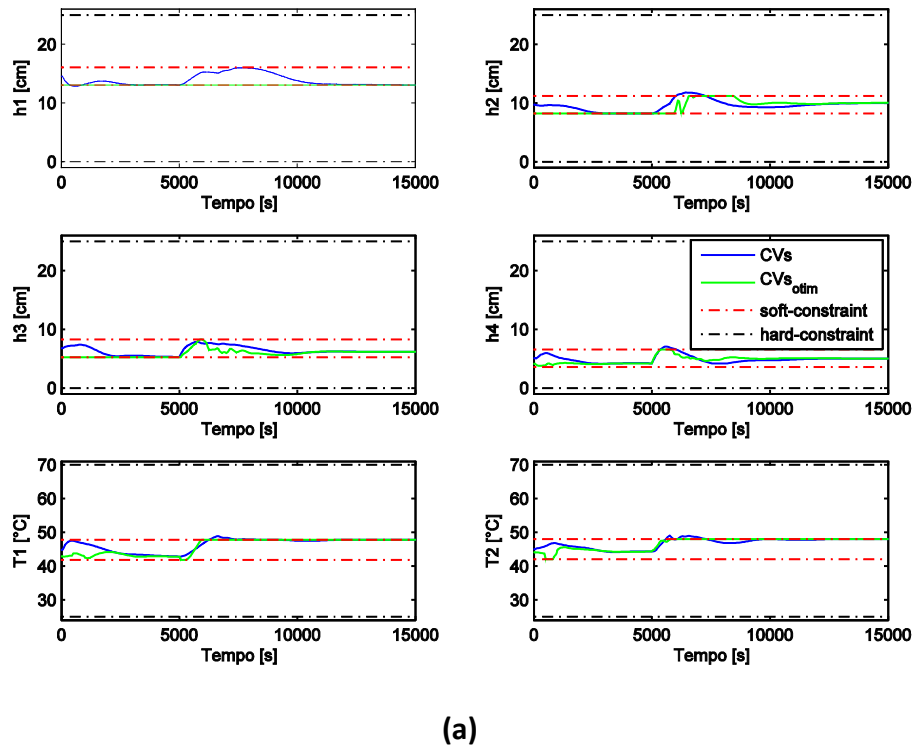 20
10
0
h1 [cm]
0 5000 10000 15000
Tempo [s]
20
10
0
h2 [cm]
0 5000 10000 15000
Tempo [s]
20
10
0
h3 [cm]
0 5000 10000 15000
Tempo [s]
20
10
0
h4 [cm]
CVs
CVs_otim
soft-constraint
hard-constraint
0 5000 10000 15000
Tempo [s]
70
60
50
40
30
T1 [°C]
0 5000 10000 15000
Tempo [s]
70
60
50
40
30
T2 [°C]
0 5000 10000 15000
Tempo [s]
(a)